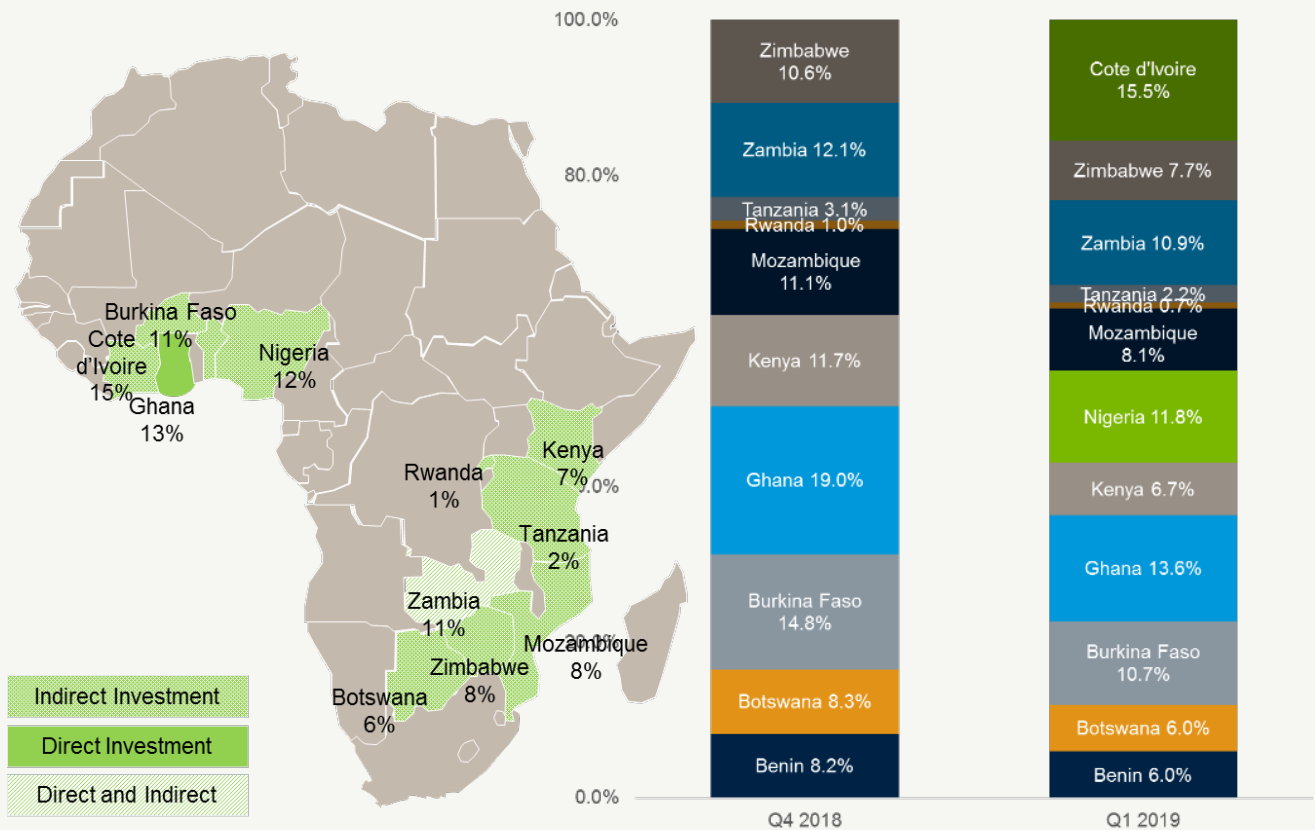 Burkina Faso
11%
Cote
d'Ivoire
15%
Ghana
13%
Nigeria
12%
Kenya
7%
Rwanda
1%
Tanzania
2%
Zambia
11%
Mozambique
8%
Zimbabwe
8%
Botswana
6%
Indirect Investment
Direct Investment
Direct and Indirect
100.0%
80.0%
0.0%
Zimbabwe
10.6%
Zambia 12.1%
Tanzania 3.1%
Rwanda 1.0%
Mozambique
11.1%
Kenya 11.7%
Ghana 19.0%
Burkina Faso
14.8%
Botswana 8.3%
Benin 8.2%
Q4 2018
Cote d'Ivoire
15.5%
Zimbabwe 7.7%
Zambia 10.9%
Tanzania 2.2%
Rwanda 0.7%
Mozambique
8.1%
Nigeria 11.8%
Kenya 6.7%
Ghana 13.6%
Burkina Faso
10.7%
Botswana 6.0%
Benin 6.0%
Q1 2019